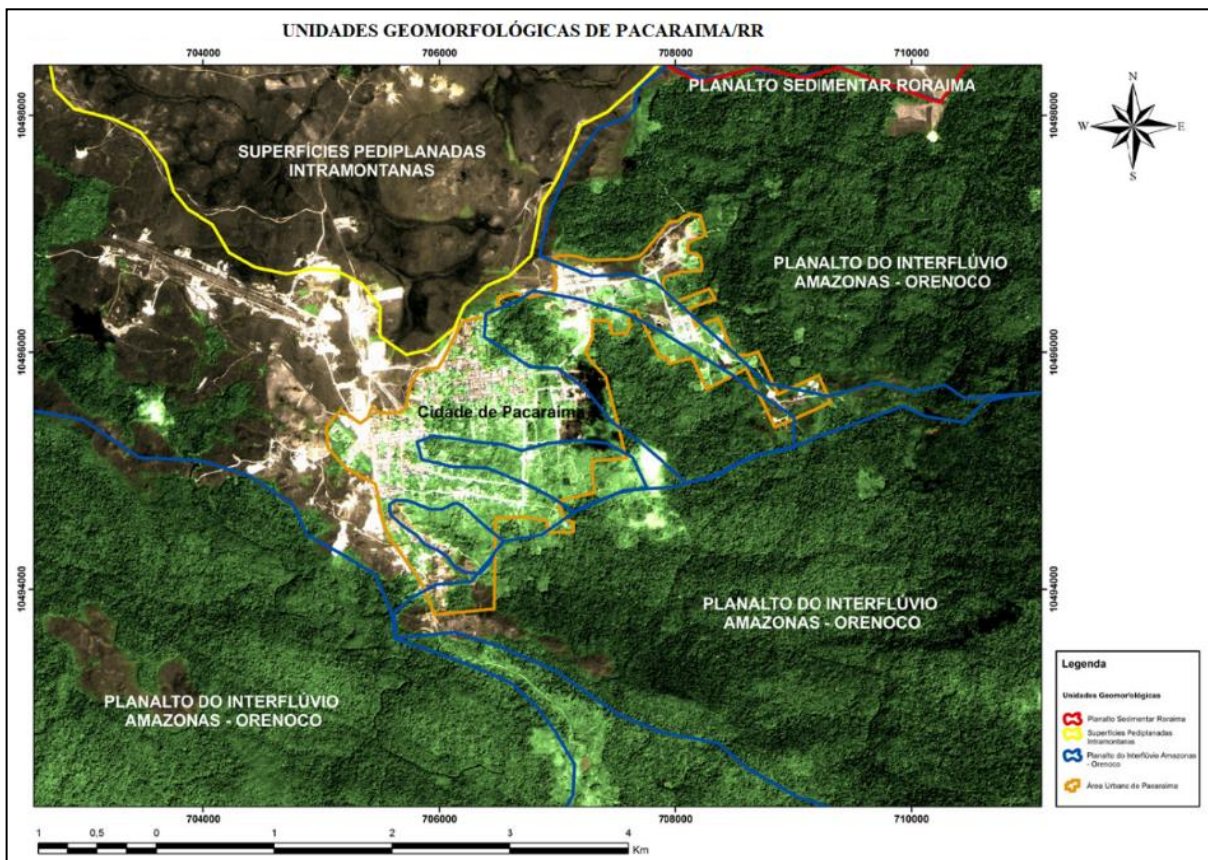 UNIDADES GEOMORFOLÓGICAS DE PACARAIMA/RR
704000
706000
708000
710000
PLANALTO SEDIMENTAR RORAIMA
N
W
E
S
10498000
10498000
SUPERFÍCIES PEDIPLANADAS
INTRAMONTANAS
PLANALTO DO INTERFLÚVIO
AMAZONAS - ORENOCO
10496000
10496000
Cidade de Pacaraima
10494000
10494000
PLANALTO DO INTERFLÚVIO
AMAZONAS - ORENOCO
PLANALTO DO INTERFLÚVIO
AMAZONAS - ORENOCO
Legenda
Unidades Geomorfológicas
Planalto Sedimentar Roraima
Superfícies Pediplanadas
Intramontanas
Planalto do Interflúvio Amazonas
- Orenoco
Área Urbana de Pacaraima
704000
706000
708000
710000
1
0,5
0
1
2
3
4
Km